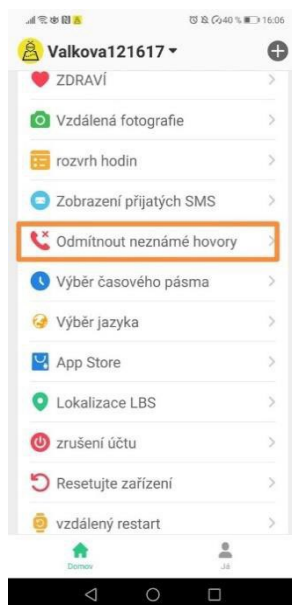 40 % 16:06
Valkova121617
ZDRAVÍ
Vzdálená fotografie
rozvrh hodin
Zobrazení přijatých SMS
Odmítnout neznámé hovory
Výběr časového pásma
Výběr jazyka
App Store
Lokalizace LBS
zrušení účtu
Resetujte zařízení
vzdálený restart
Domov Já